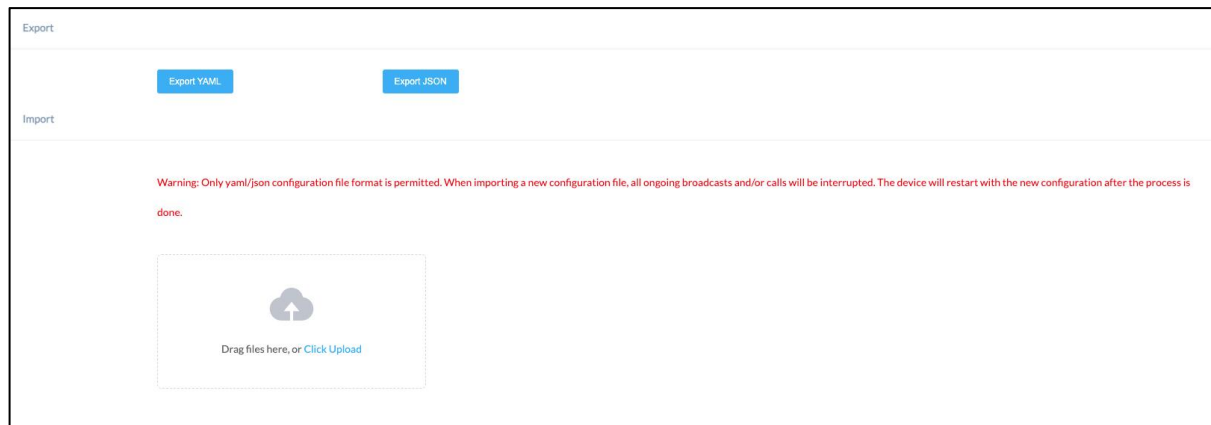 Export
Export YAML
Export JSON
Import
Warning: Only yaml/json configuration file format is permitted. When importing a new configuration file, all ongoing broadcasts and/or calls will be interrupted. The device will restart with the new configuration after the process is
done.
Drag files here, or Click Upload